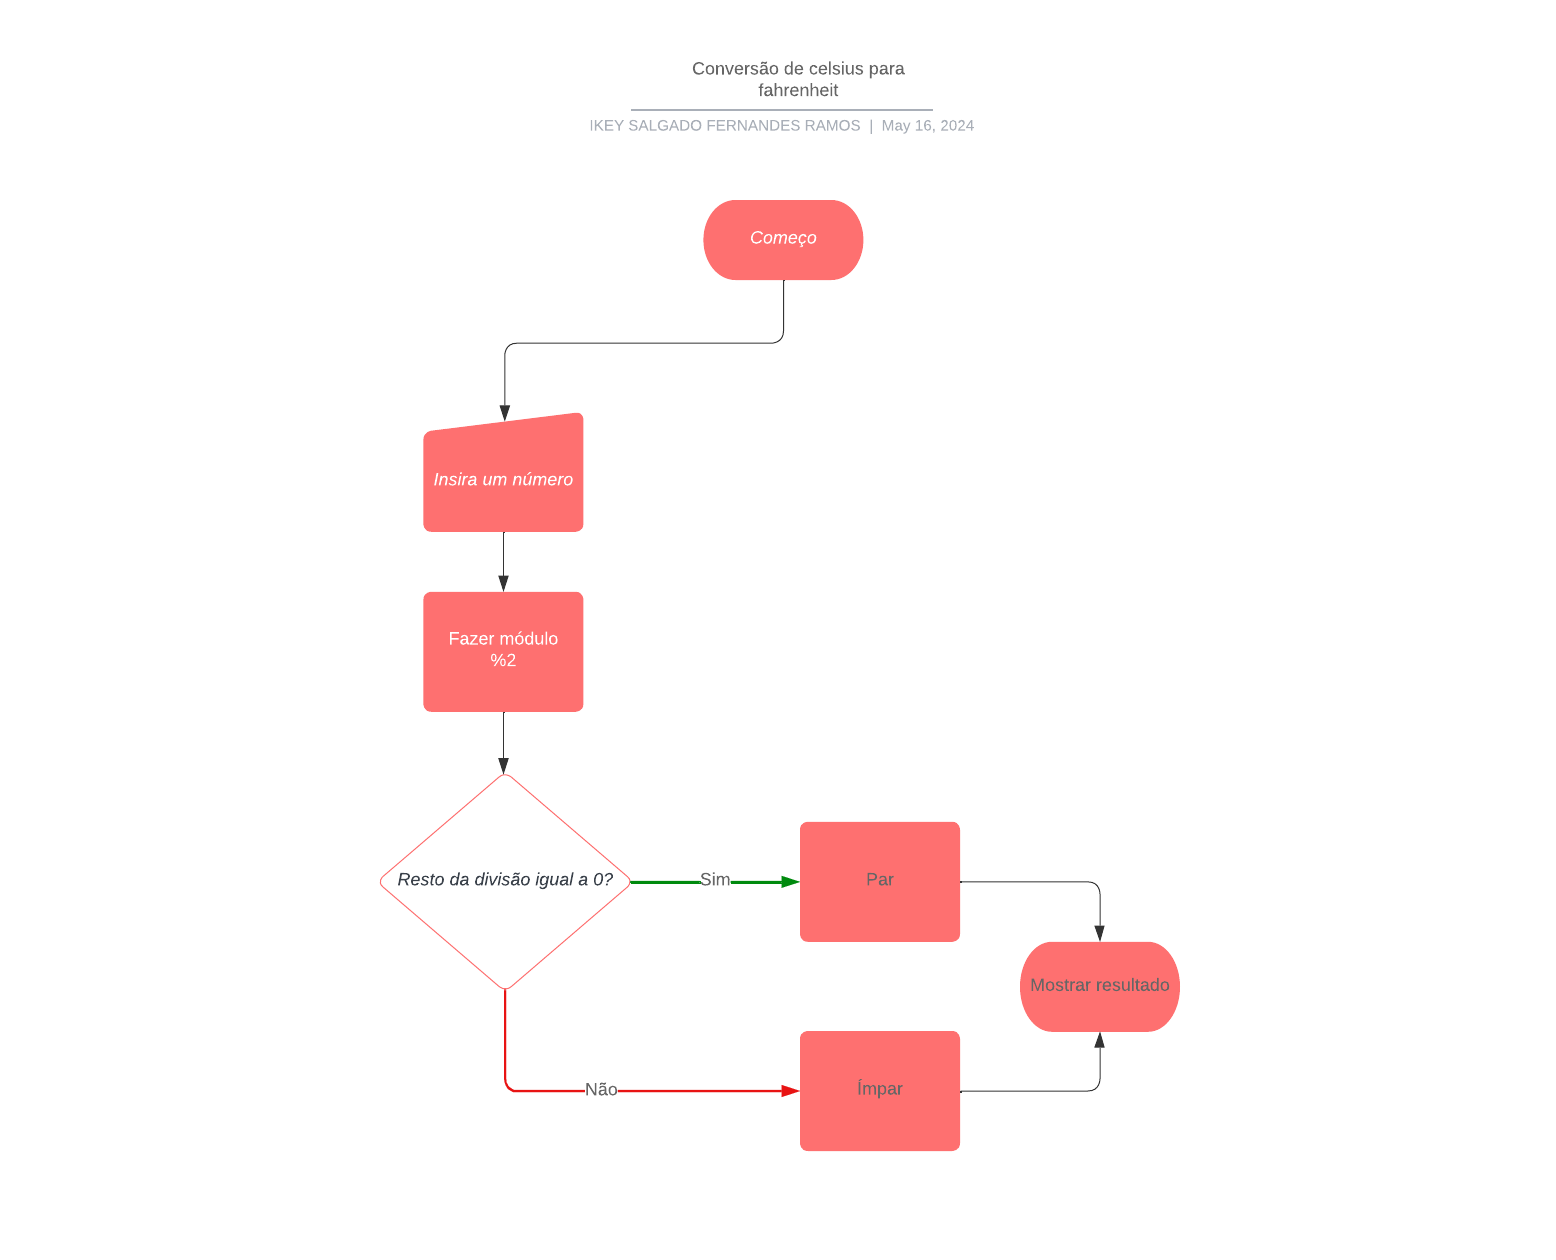 Conversão de celsius para
fahrenheit
IKEY SALGADO FERNANDES RAMOS | May 16, 2024
Começo
Insira um número
Fazer módulo
%2
Resto da divisão igual a 0?
Sim
Par
Mostrar resultado
Não
Ímpar